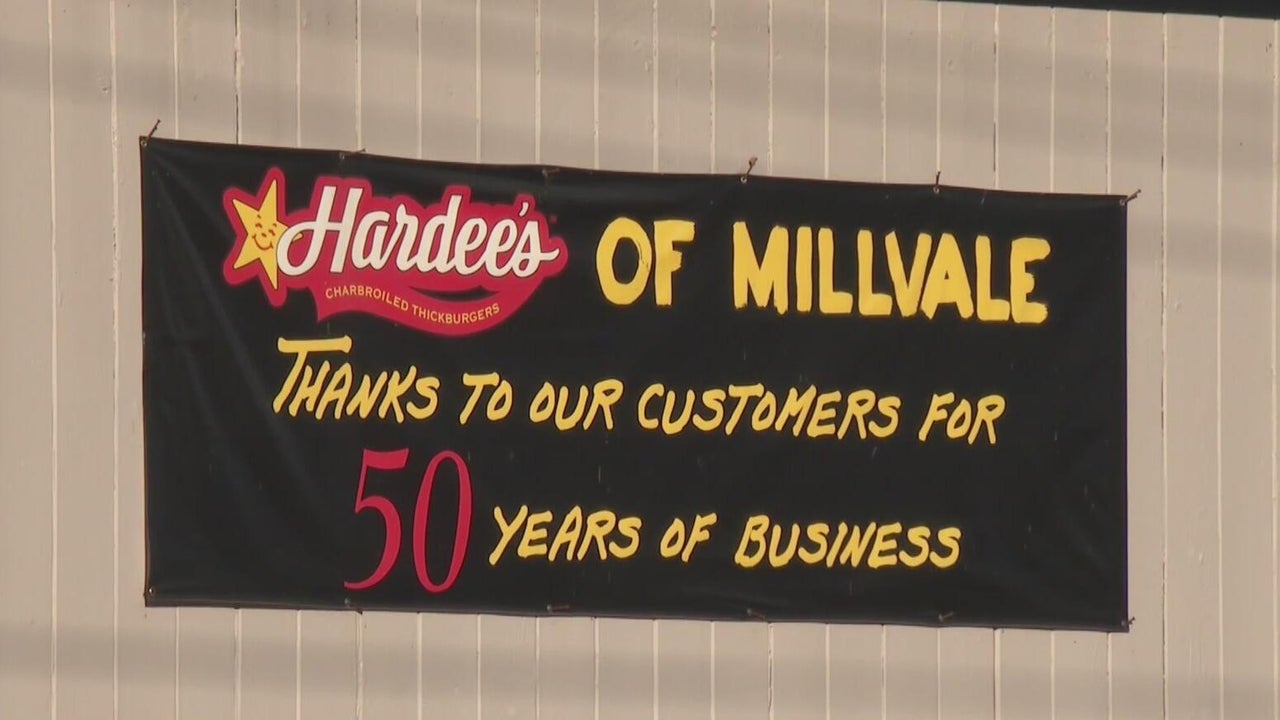 Hardee's OF MILLVALE
CHARBROILED THICKBURGERS
THANKS TO OUR CUSTOMERS FOR
50 YEARS OF BUSINESS